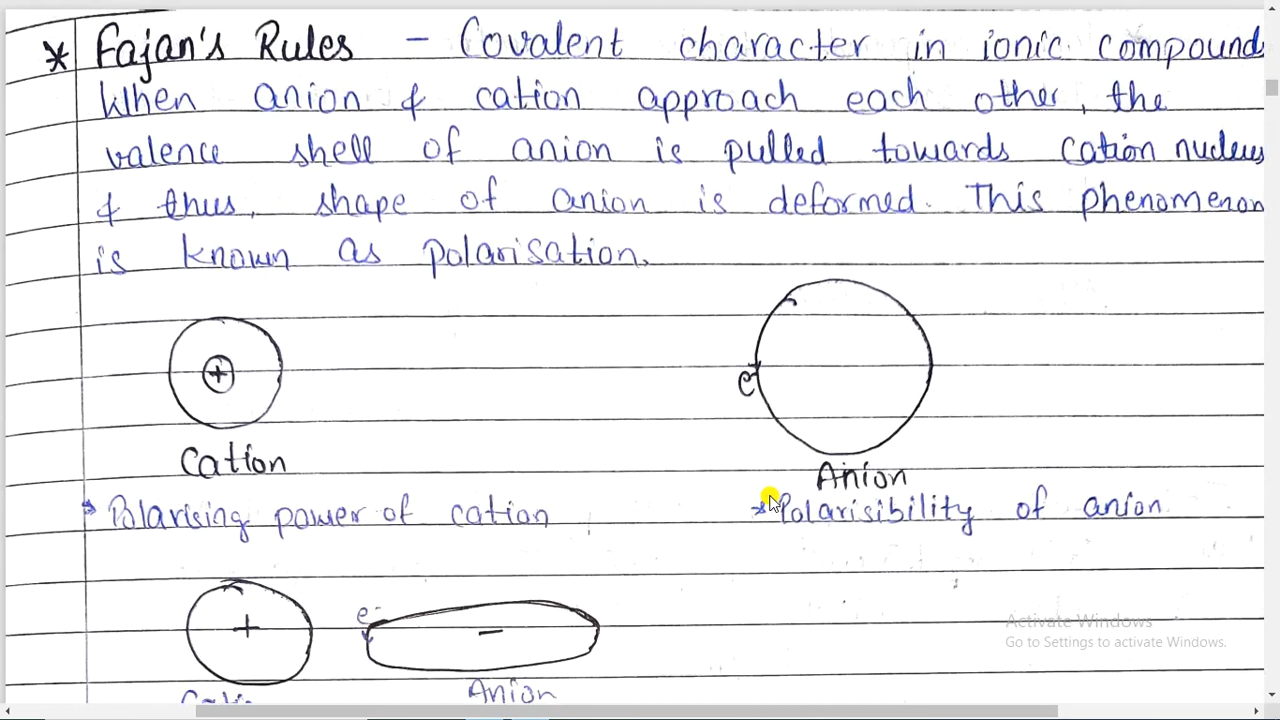 * Fajan's Rules - Covalent character in ionic compound
When anion & cation approach each other, the
valence shell of anion is pulled towards cation nucleus
& thus, shape of anion is deformed. This phenomenon
is known as polarisation.
+
e-
Cation
Anion
* Polarising power of cation
* Polarisibility of anion
e-
+
-
Anion
Activate Windows
Go to Settings to activate Windows.